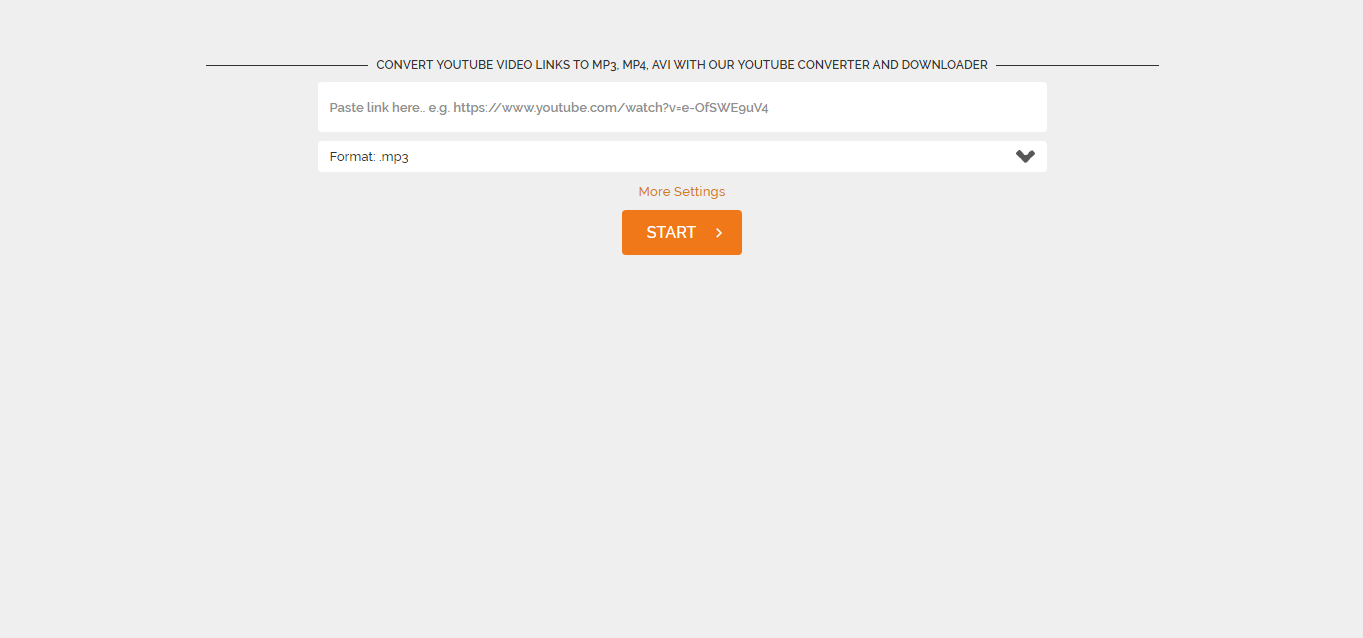 CONVERT YOUTUBE VIDEO LINKS TO MP3, MP4, AVI WITH OUR YOUTUBE CONVERTER AND DOWNLOADER
Paste link here.. e.g. https://www.youtube.com/watch?v=e-OfSWE9uV4
Format: .mp3
More Settings
START